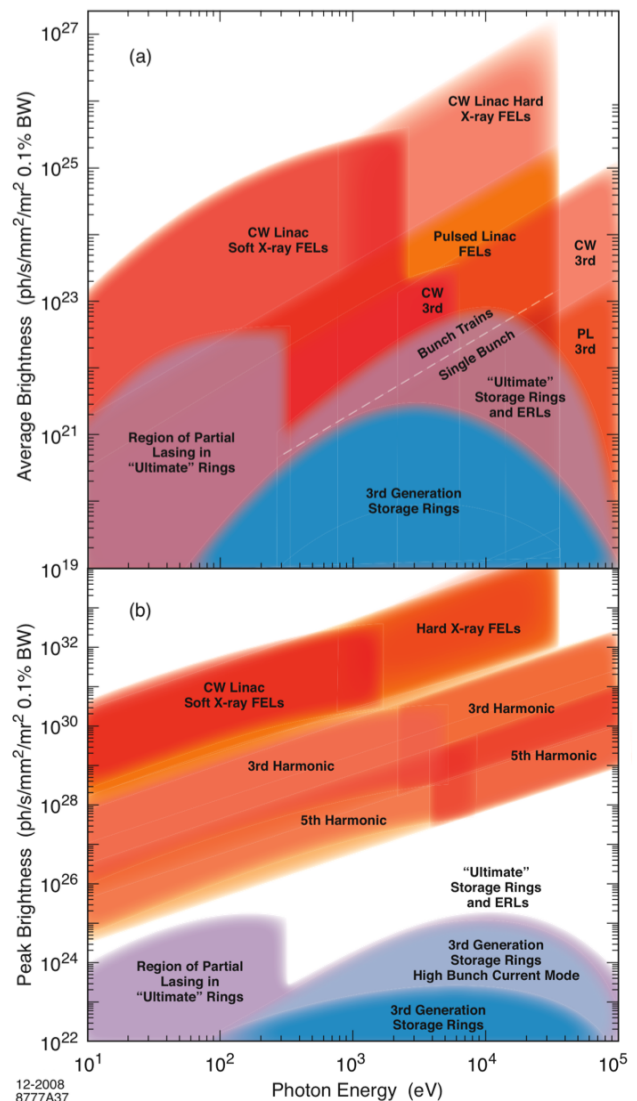 10^27
(a)
CW Linac Hard
X-ray FELs
10^25
CW Linac
Soft X-ray FELs
Pulsed Linac
FELs
CW
3rd
10^23
CW
3rd
Bunch Trains
Single Bunch
PL
3rd
"Ultimate"
Storage Rings
and ERLs
10^21
Region of Partial
Lasing in
"Ultimate" Rings
3rd Generation
Storage Rings
10^19
Average Brightness (ph/s/mm^2/mr^2 0.1% BW)
(b)
10^32
Hard X-ray FELs
CW Linac
Soft X-ray FELs
10^30
3rd Harmonic
3rd Harmonic
5th Harmonic
10^28
5th Harmonic
10^26
"Ultimate"
Storage Rings
and ERLs
10^24
Region of Partial
Lasing in
"Ultimate" Rings
3rd Generation
Storage Rings
High Bunch Current Mode
3rd Generation
Storage Rings
10^22
Peak Brightness (ph/s/mm^2/mr^2 0.1% BW)
10^1 10^2 10^3 10^4 10^5
Photon Energy (eV)
12-2008
8777A37